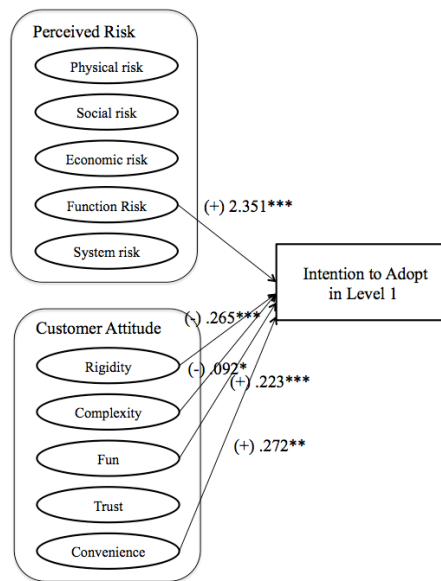 Perceived Risk
Physical risk
Social risk
Economic risk
Function Risk
(+) 2.351***
System risk
Intention to Adopt
in Level 1
Customer Attitude
(-) .265***
Rigidity
(-) .092*
(+) .223***
Complexity
Fun
(+) .272**
Trust
Convenience